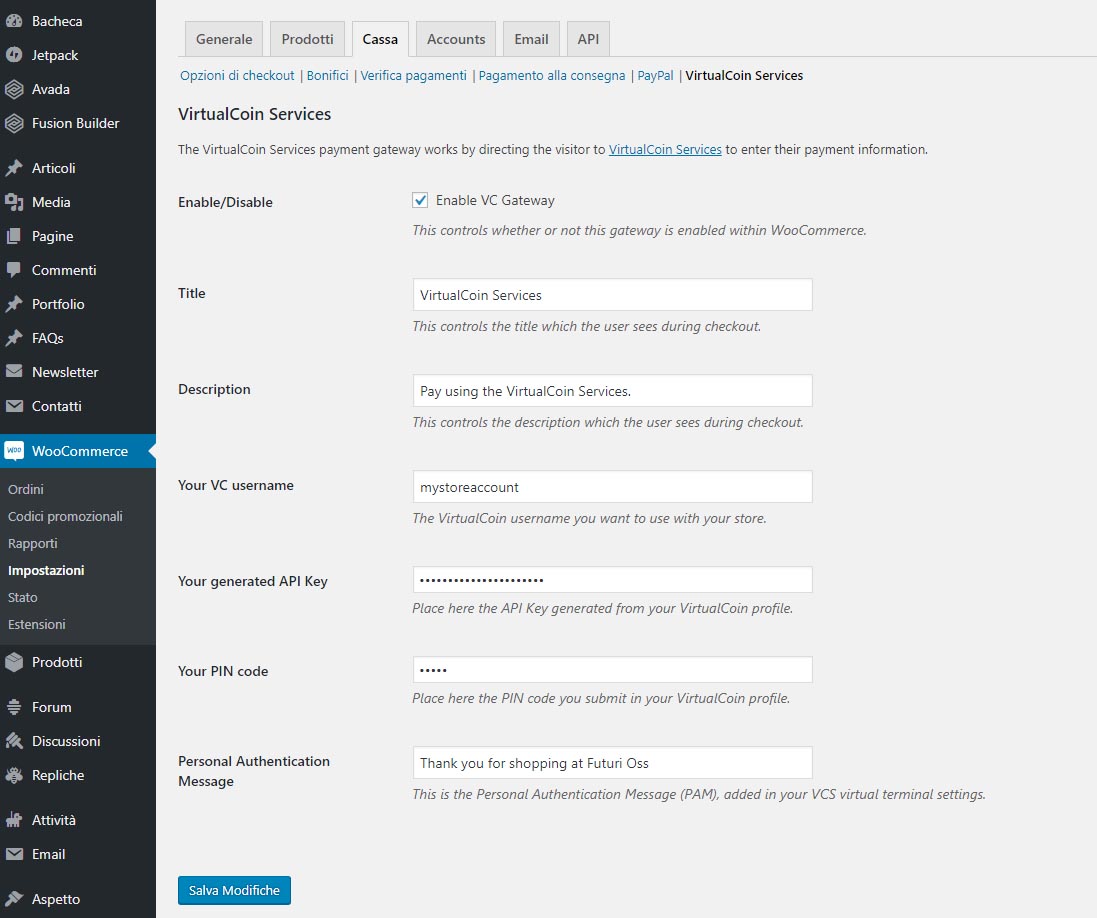 Bacheca
Jetpack
Avada
Fusion Builder
Articoli
Media
Pagine
Commenti
Portfolio
FAQs
Newsletter
Contatti
WOO WooCommerce
Ordini
Codici promozionali
Rapporti
Impostazioni
Stato
Estensioni
Prodotti
Forum
Discussioni
Repliche
Attività
Email
Aspetto
Generale Prodotti Cassa Accounts Email API
Opzioni di checkout | Bonifici | Verifica pagamenti | Pagamento alla consegna | PayPal | VirtualCoin Services
VirtualCoin Services
The VirtualCoin Services payment gateway works by directing the visitor to VirtualCoin Services to enter their payment information.
Enable/Disable Enable VC Gateway
This controls whether or not this gateway is enabled within WooCommerce.
Title VirtualCoin Services
This controls the title which the user sees during checkout.
Description Pay using the VirtualCoin Services.
This controls the description which the user sees during checkout.
Your VC username mystoreaccount
The VirtualCoin username you want to use with your store.
Your generated API Key ••••••••••••••••••••••
Place here the API Key generated from your VirtualCoin profile.
Your PIN code •••••
Place here the PIN code you submit in your VirtualCoin profile.
Personal Authentication Message Thank you for shopping at Futuri Oss
This is the Personal Authentication Message (PAM), added in your VCS virtual terminal settings.
Salva Modifiche